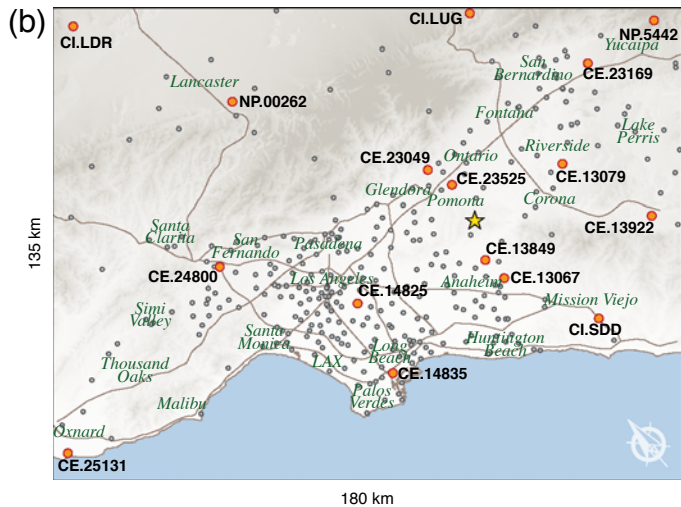 (b)
CI.LDR
CI.LUG
NP.5442
Yucaipa
San
Bernardino
CE.23169
Lancaster
NP.00262
Fontana
Lake
Perris
Riverside
CE.23049
Ontario
CE.13079
CE.23525
Glendora
Pomona
Corona
CE.13922
Santa
Clarita
San
Fernando
Pasadena
CE.13849
CE.24800
Los Angeles
Anaheim
CE.13067
CE.14825
Mission Viejo
Simi
Valley
CI.SDD
Santa
Monica
Huntington
Beach
Long
Beach
LAX
Thousand
Oaks
CE.14835
Palos
Verdes
Malibu
Oxnard
CE.25131
135 km
180 km